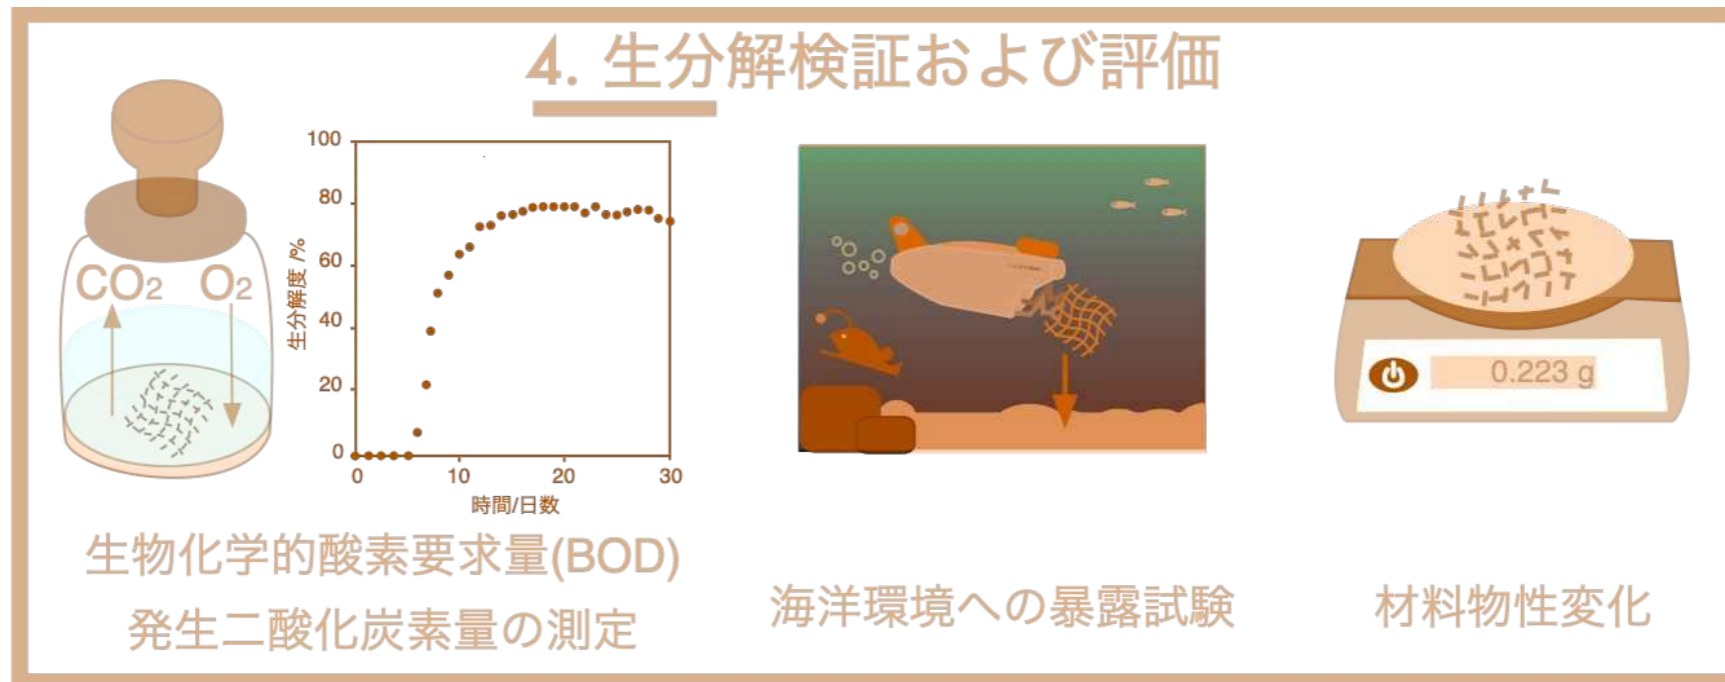 4. 生分解検証および評価
CO2 O2
生分解度 /%
100
80
60
40
20
0
0 10 20 30
時間/日数
0.223 g
生物化学的酸素要求量(BOD)
発生二酸化炭素量の測定
海洋環境への暴露試験
材料物性変化